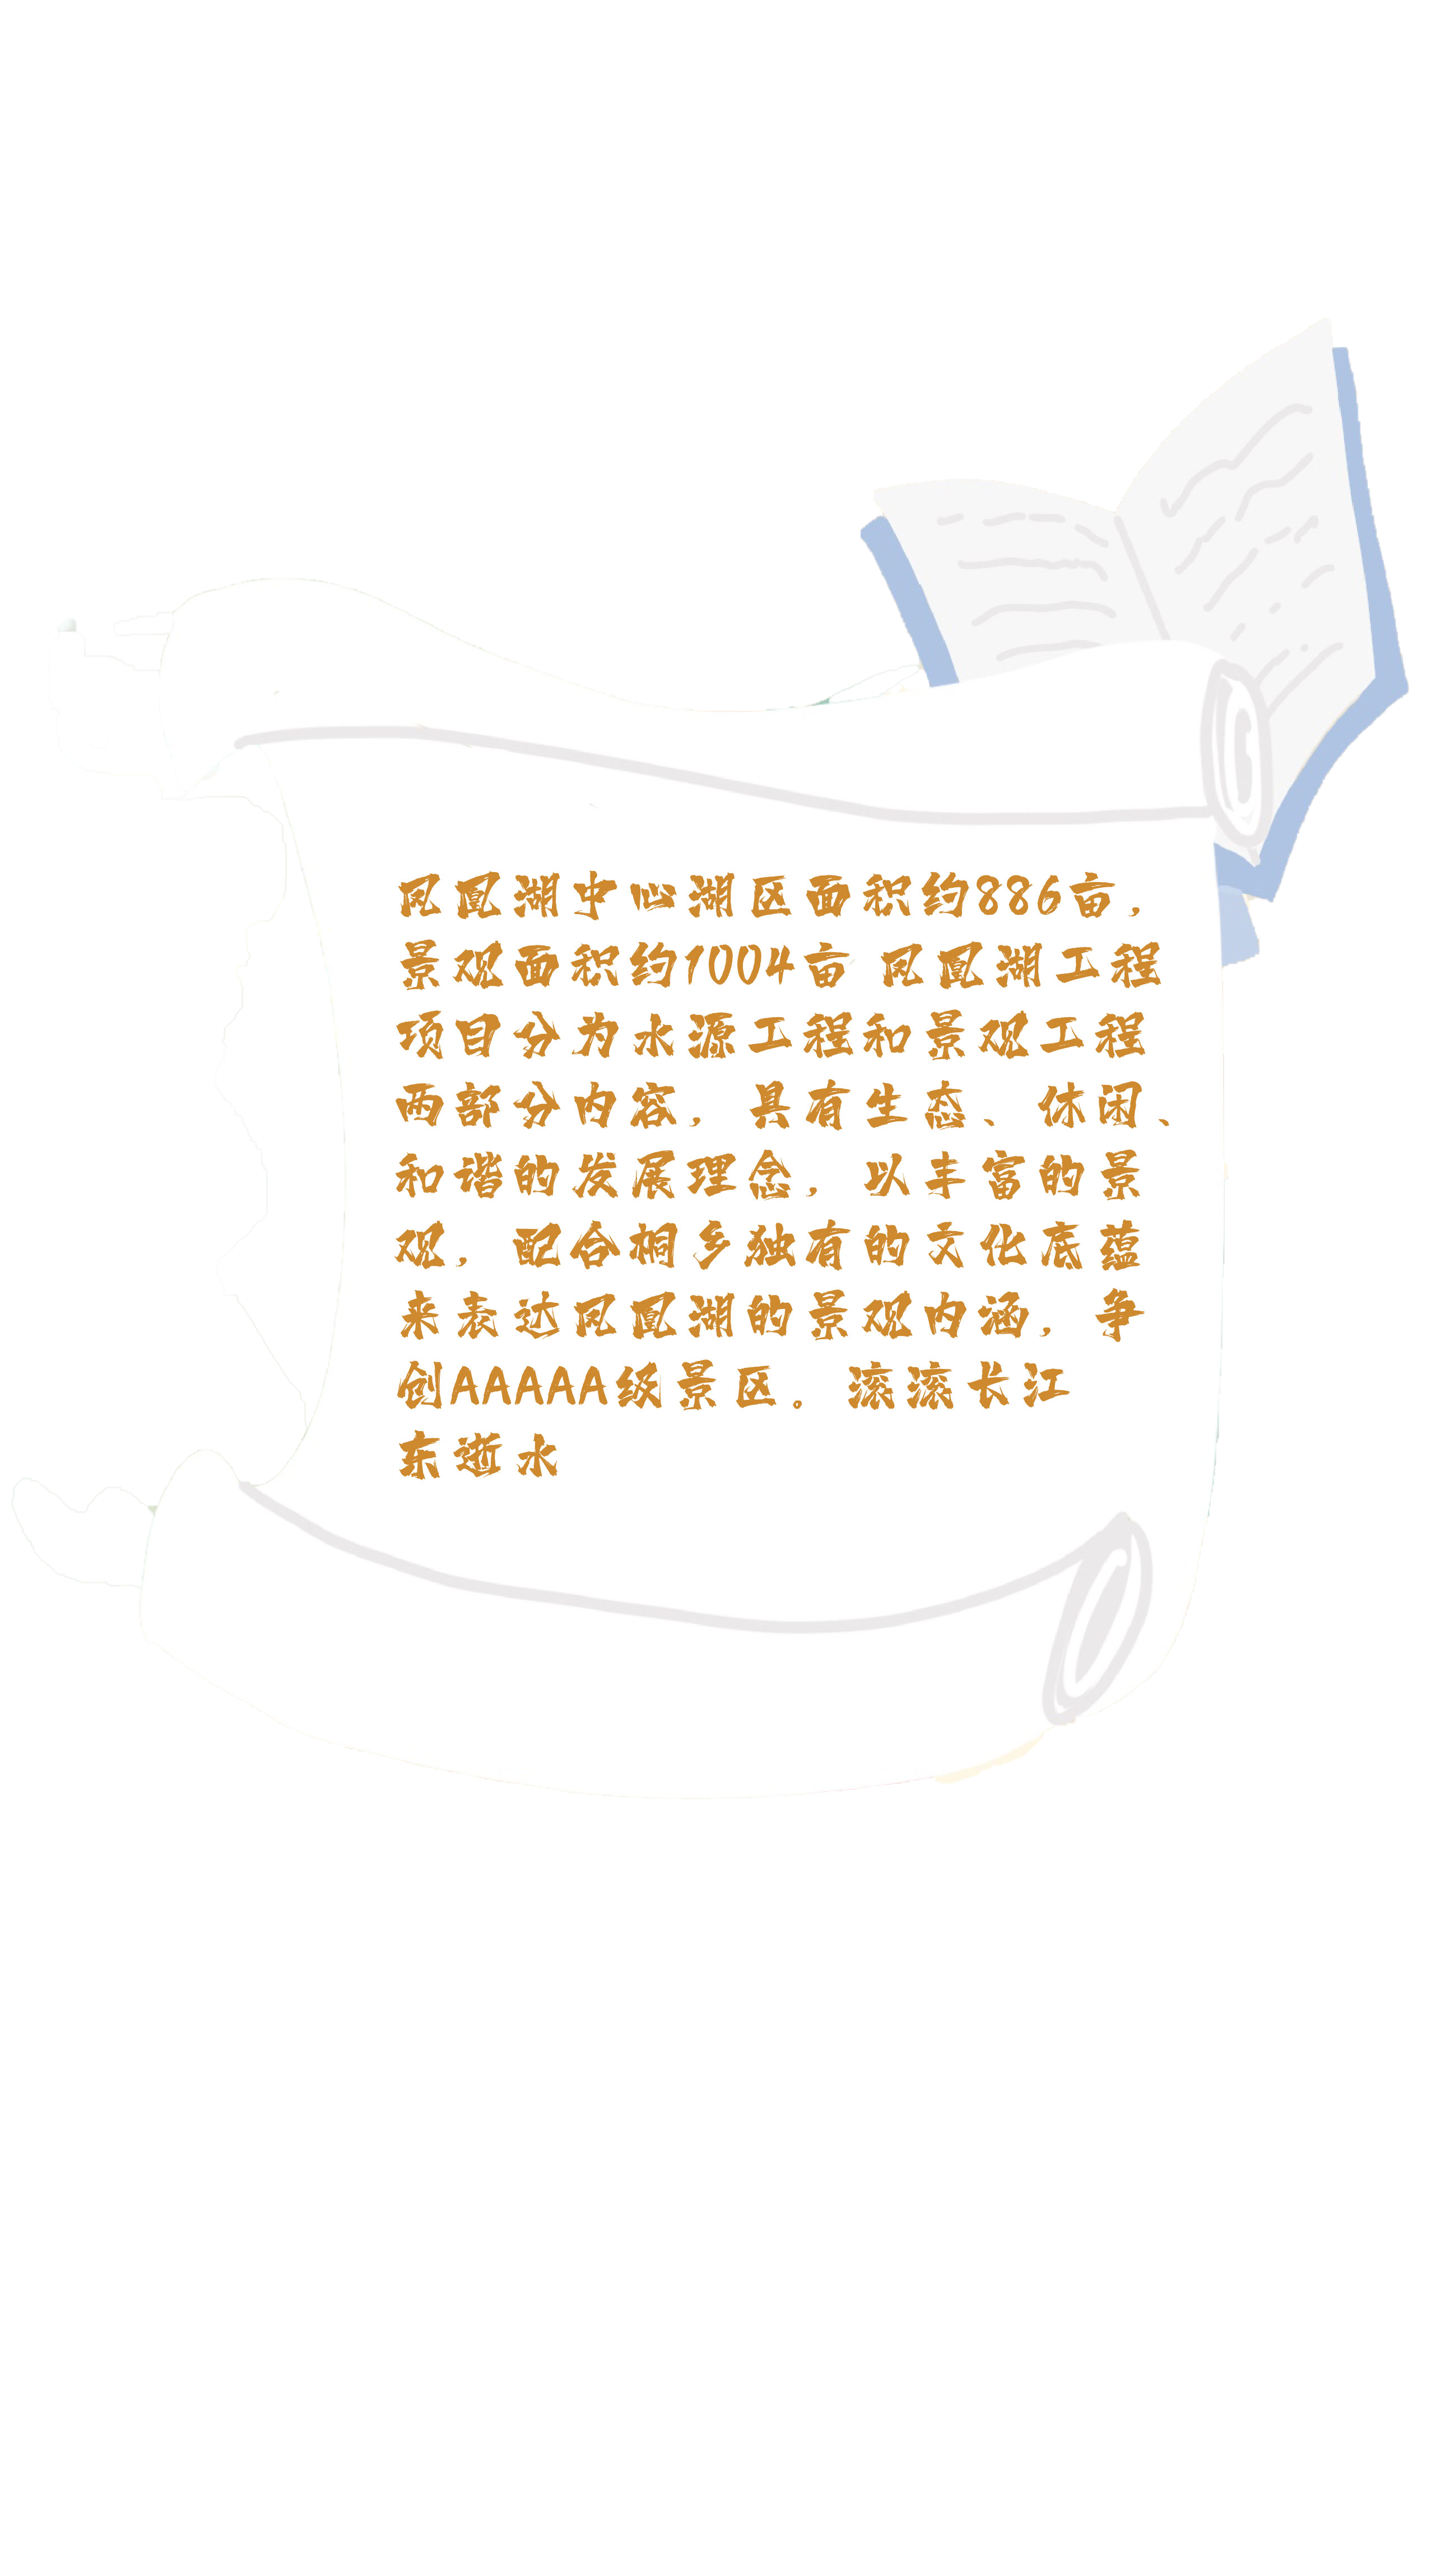 凤凰湖中心湖区面积约886亩，
景观面积约1004亩 凤凰湖工程
项目分为水源工程和景观工程
两部分内容，具有生态、休闲、
和谐的发展理念，以丰富的景
观，配合桐乡独有的文化底蕴
来表达凤凰湖的景观内涵，争
创AAAAA级景区。滚滚长江
东逝水